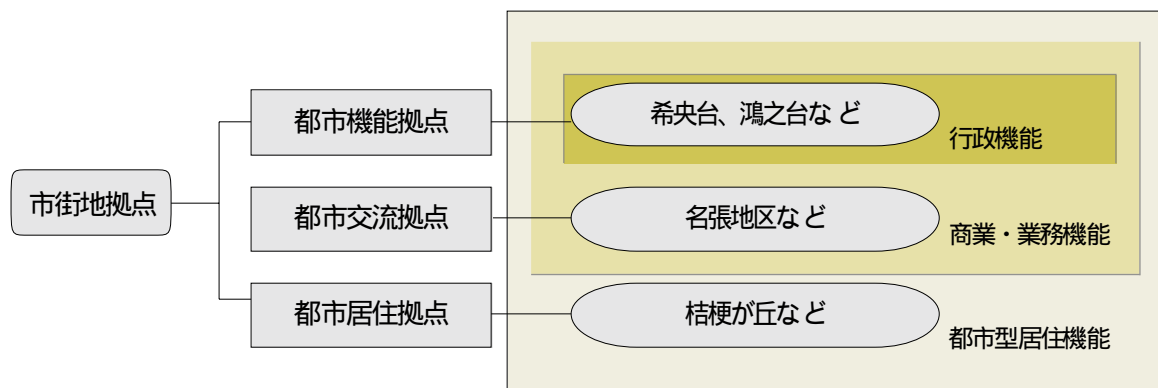 都市機能拠点
希央台、鴻之台など
行政機能
市街地拠点
都市交流拠点
名張地区など
商業・業務機能
都市居住拠点
桔梗が丘など
都市型居住機能